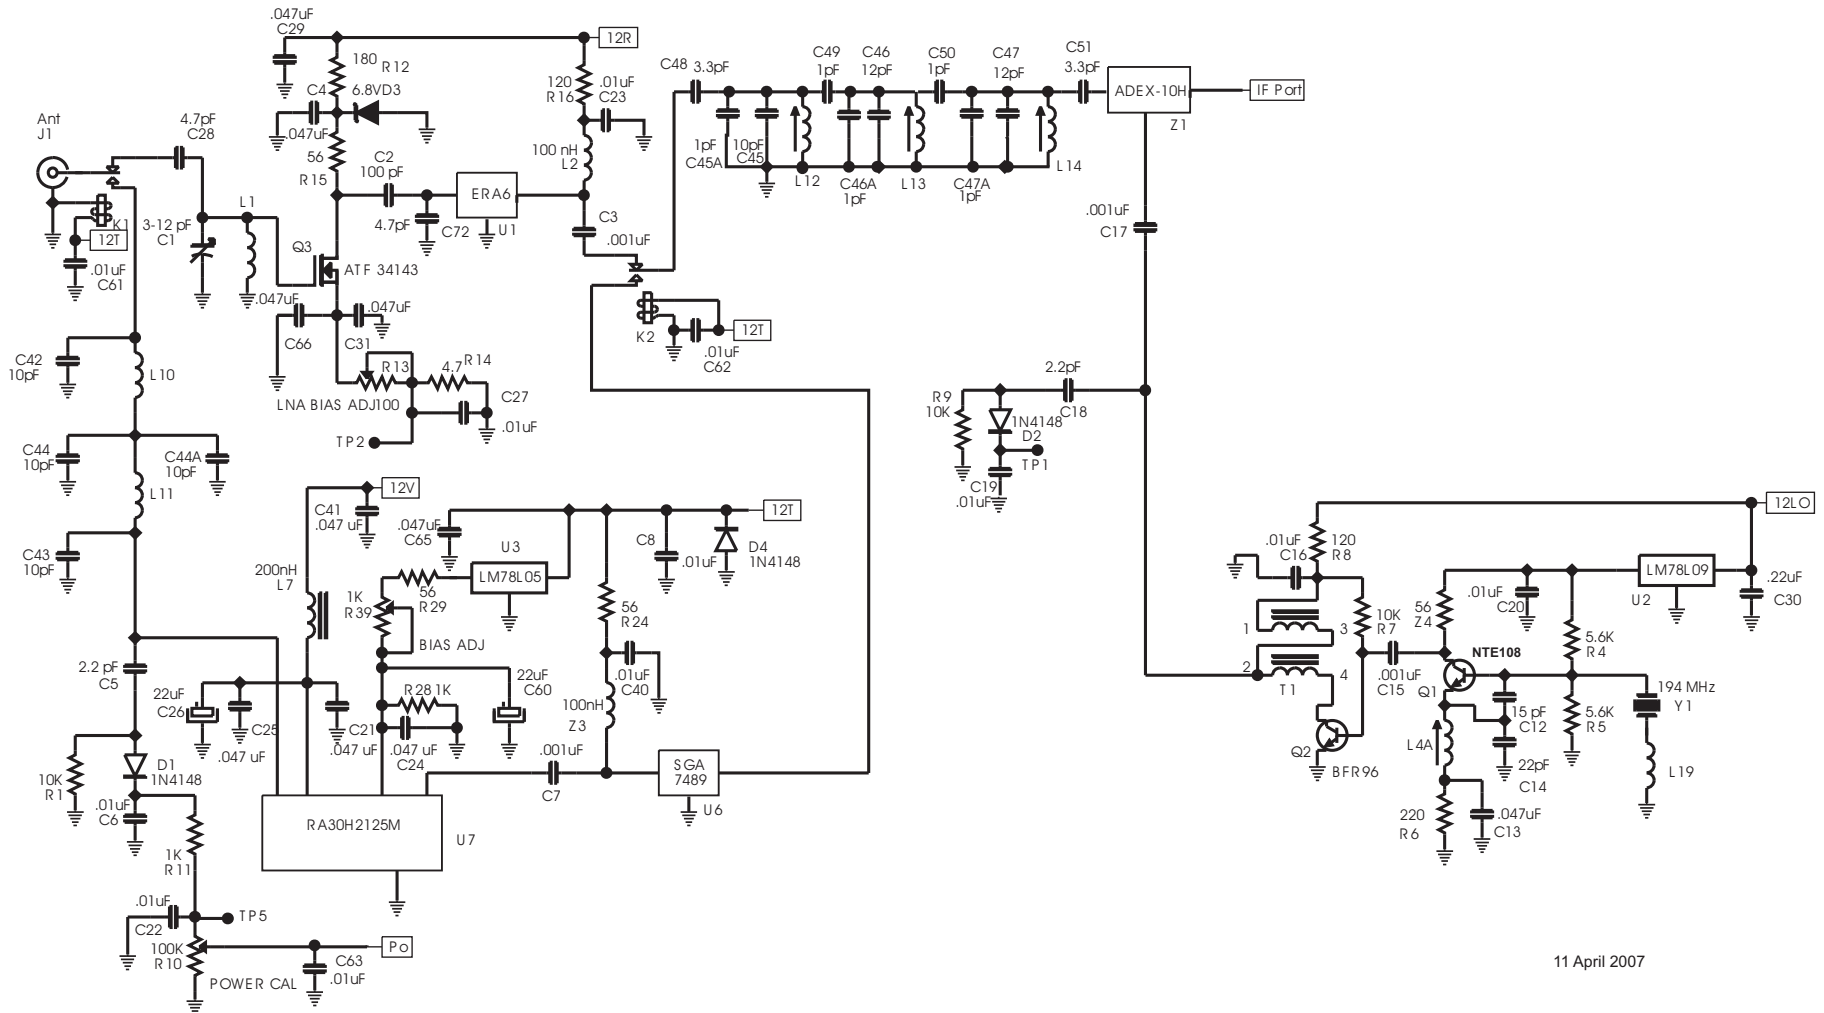 .047uF
C29
12R
180 R12
C4
6.8V D3
.047uF
120
R16
.01uF
C23
Ant
J1
4.7pF
C28
56
R15
C2
100 pF
100 nH
L2
ERA6
U1
4.7pF
C72
C48 3.3pF
C49
1pF
C46
12pF
C50
1pF
C47
12pF
C51
3.3pF
ADEX-10H
Z1
IF Port
1pF
C45A
10pF
C45
L12
C46A
1pF
L13
C47A
1pF
L14
K1
12T
.01uF
C61
3-12 pF
C1
L1
Q3
ATF 34143
C3
.001uF
.001uF
C17
.047uF
C66
.047uF
C31
K2
12T
.01uF
C62
C42
10pF
L10
R13
4.7 R14
LNA BIAS ADJ 100
C27
.01uF
TP2
2.2pF
C18
R9
10K
1N4148
D2
TP1
C19
.01uF
C44
10pF
C44A
10pF
L11
C43
10pF
12V
C41
.047 uF
200nH
L7
.047uF
C65
U3
LM78L05
56
R29
1K
R39
BIAS ADJ
12T
C8
.01uF
D4
1N4148
56
R24
.01uF
C40
100nH
Z3
12LO
.01uF
C16
120
R8
1
3
2
4
T1
10K
R7
56
Z4
.01uF
C20
LM78L09
U2
.22uF
C30
5.6K
R4
NTE108
Q1
.001uF
C15
15 pF
C12
5.6K
R5
194 MHz
Y1
L4A
22pF
C14
L19
Q2
BFR96
220
R6
.047uF
C13
2.2 pF
C5
22uF
C26
C25
.047 uF
C21
.047 uF
R28 1K
.047 uF
C24
22uF
C60
.001uF
C7
SGA
7489
U6
D1
1N4148
10K
R1
.01uF
C6
RA30H2125M
U7
1K
R11
.01uF
C22
TP5
100K
R10
POWER CAL
Po
C63
.01uF
11 April 2007